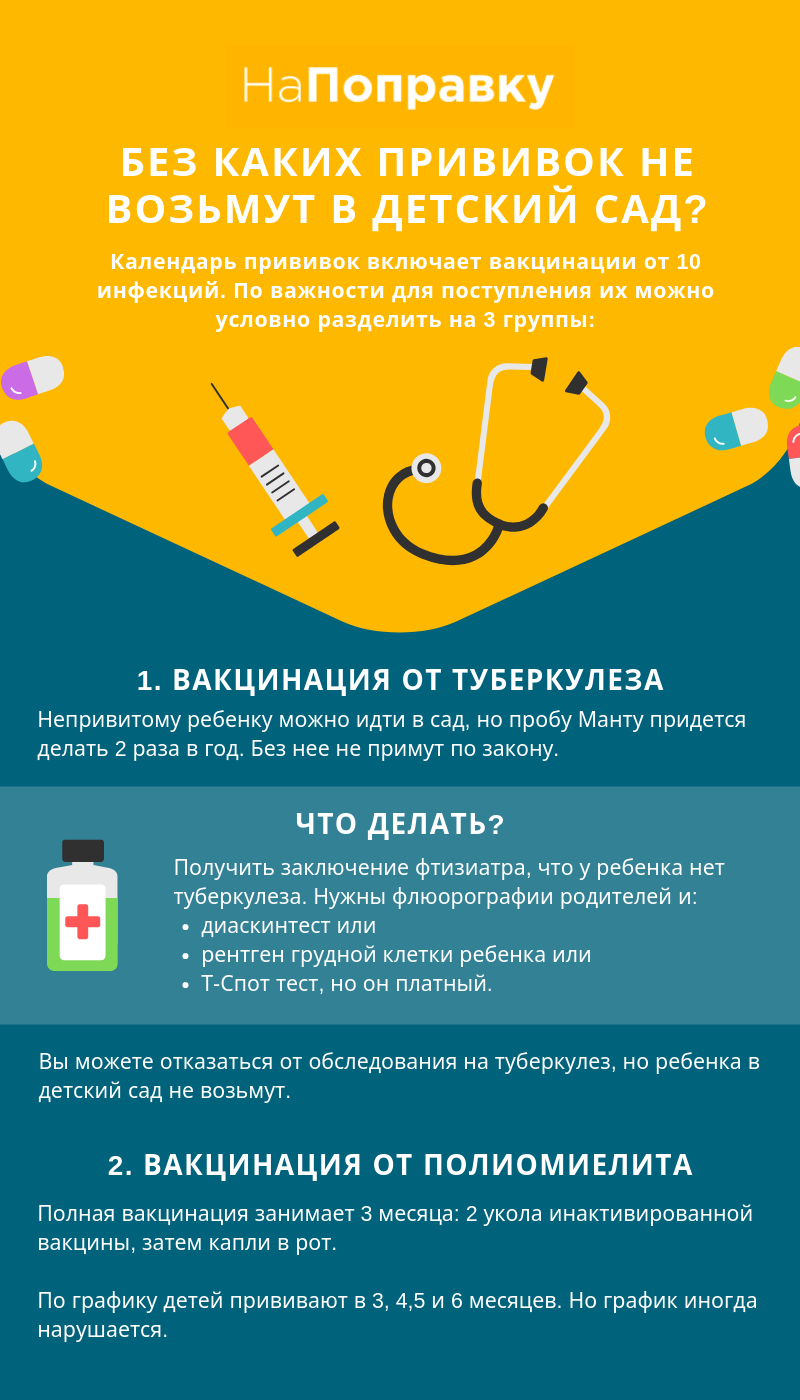 НаПоправку
БЕЗ КАКИХ ПРИВИВОК НЕ
ВОЗЬМУТ В ДЕТСКИЙ САД?
Календарь прививок включает вакцинации от 10
инфекций. По важности для поступления их можно
условно разделить на 3 группы:
1. ВАКЦИНАЦИЯ ОТ ТУБЕРКУЛЕЗА
Непривитому ребенку можно идти в сад, но пробу Манту придется
делать 2 раза в год. Без нее не примут по закону.
ЧТО ДЕЛАТЬ?
Получить заключение фтизиатра, что у ребенка нет
туберкулеза. Нужны флюорографии родителей и:
• диаскинтест или
• рентген грудной клетки ребенка или
• Т-Спот тест, но он платный.
Вы можете отказаться от обследования на туберкулез, но ребенка в
детский сад не возьмут.
2. ВАКЦИНАЦИЯ ОТ ПОЛИОМИЕЛИТА
Полная вакцинация занимает 3 месяца: 2 укола инактивированной
вакцины, затем капли в рот.
По графику детей прививают в 3, 4,5 и 6 месяцев. Но график иногда
нарушается.